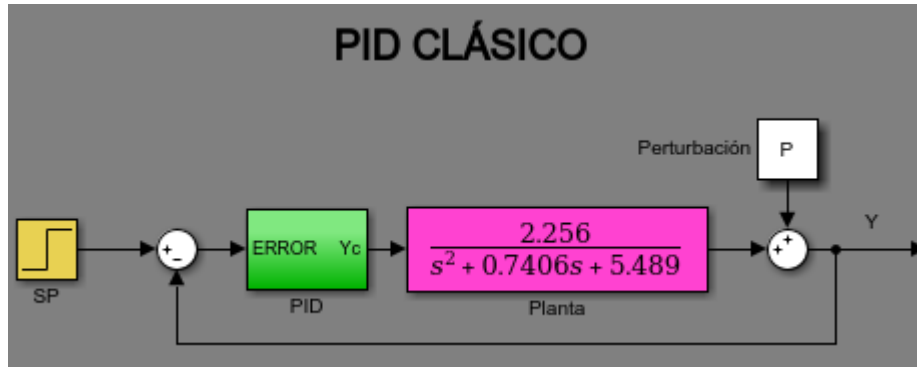 PID CLÁSICO
Perturbación
P
SP
+
−
ERROR Yc
PID
2.256
s² + 0.7406s + 5.489
Planta
+
+
Y